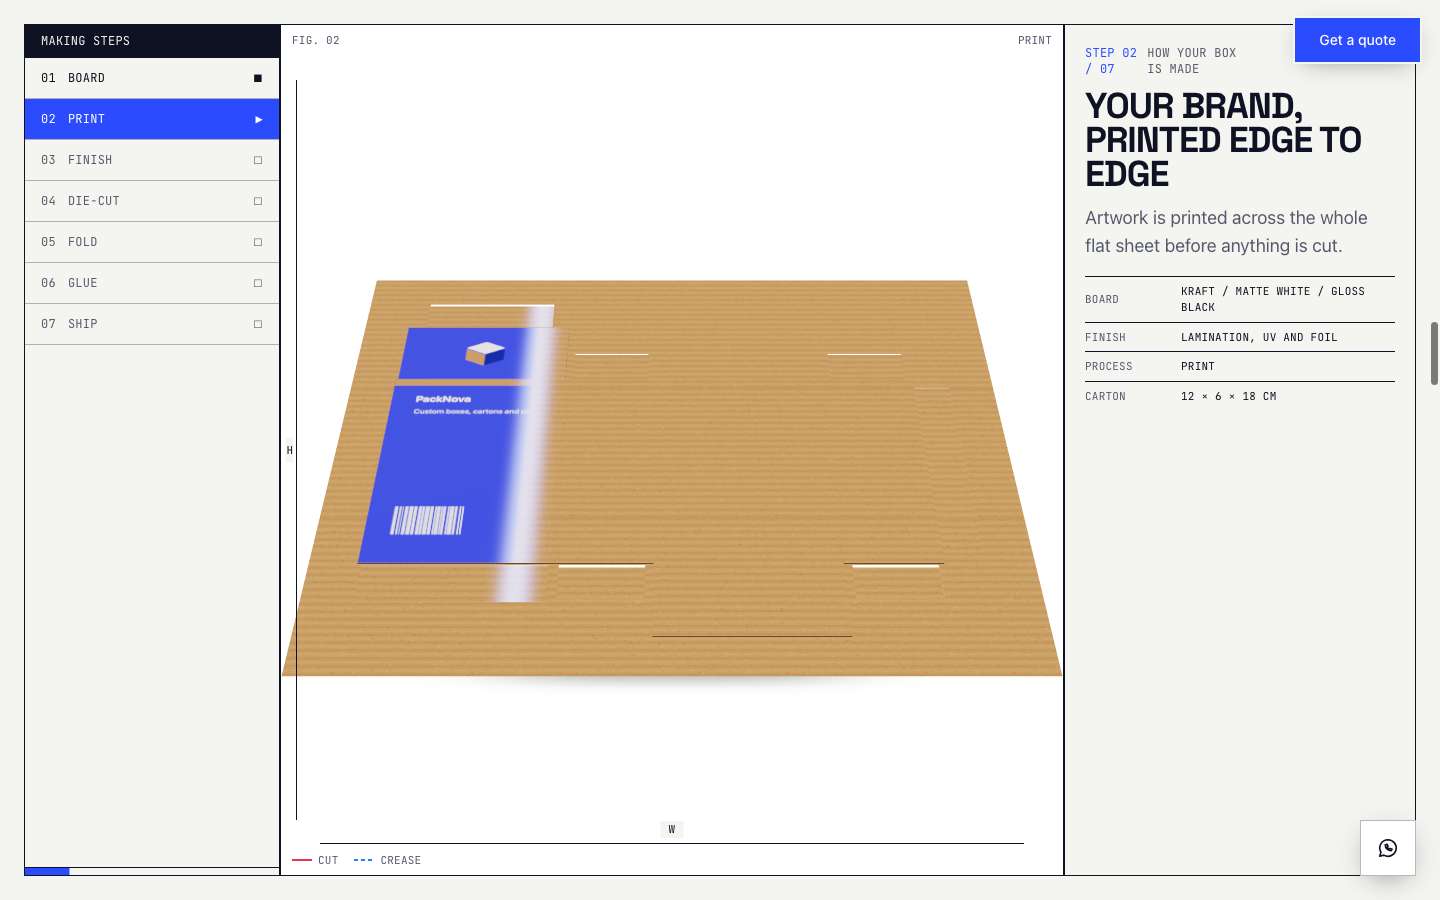 MAKING STEPS
01 BOARD
02 PRINT
03 FINISH
04 DIE-CUT
05 FOLD
06 GLUE
07 SHIP
FIG. 02
PRINT
H
PackNova
Custom boxes, cartons and
W
CUT
CREASE
Get a quote
STEP 02
/ 07
HOW YOUR BOX
IS MADE
YOUR BRAND,
PRINTED EDGE TO
EDGE
Artwork is printed across the whole
flat sheet before anything is cut.
BOARD
KRAFT / MATTE WHITE / GLOSS
BLACK
FINISH
LAMINATION, UV AND FOIL
PROCESS
PRINT
CARTON
12 × 6 × 18 CM